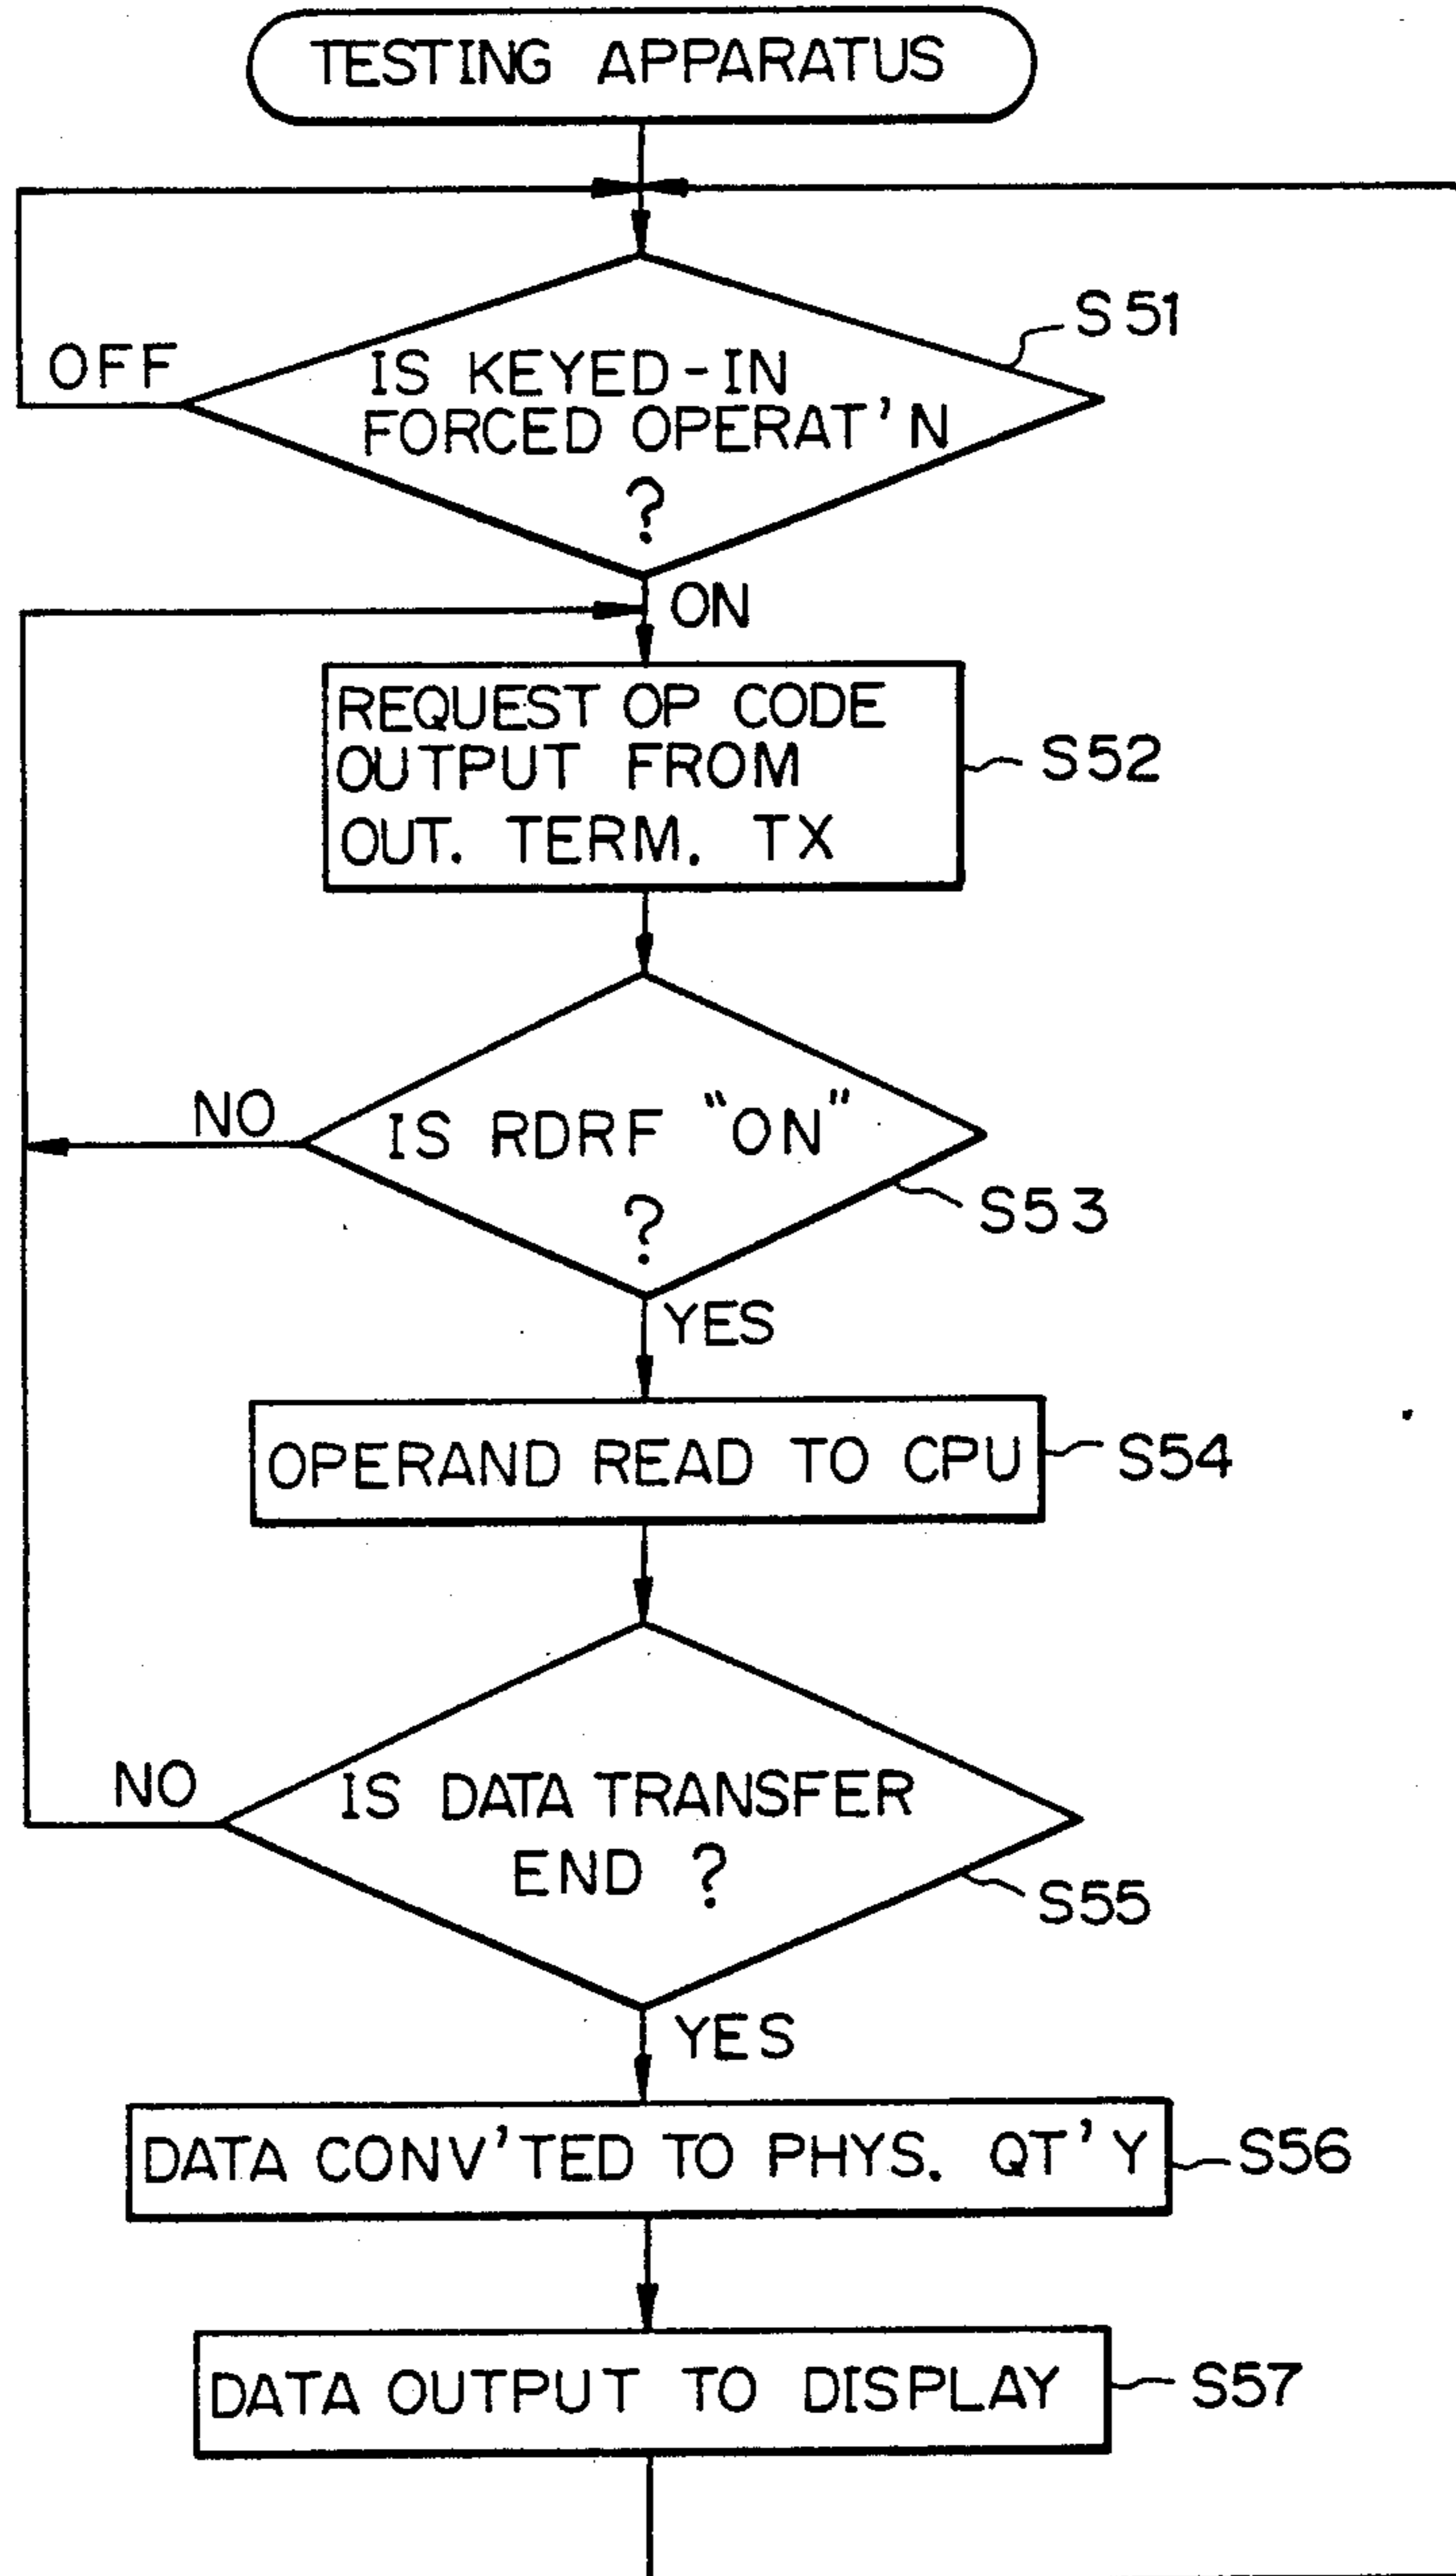 TESTING APPARATUS
S51
OFF
IS KEYED-IN
FORCED OPERAT'N
?
ON
REQUEST OP CODE
OUTPUT FROM
OUT. TERM. TX
S52
NO
IS RDRF "ON"
?
S53
YES
OPERAND READ TO CPU
S54
NO
IS DATA TRANSFER
END ?
S55
YES
DATA CONV'TED TO PHYS. QT'Y
S56
DATA OUTPUT TO DISPLAY
S57